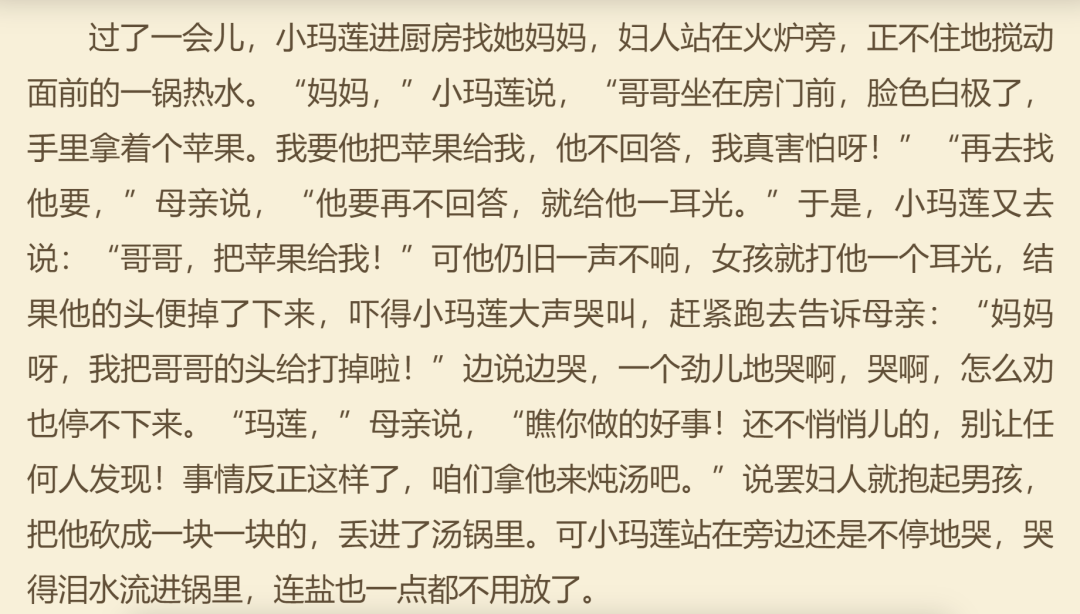 过了一会儿，小玛莲进厨房找她妈妈，妇人站在火炉旁，正不住地搅动
面前的一锅热水。“妈妈，”小玛莲说，“哥哥坐在房门前，脸色白极了，
手里拿着个苹果。我要他把苹果给我，他不回答，我真害怕呀！”“再去找
他要，”母亲说，“他要再不回答，就给他一耳光。”于是，小玛莲又去
说：“哥哥，把苹果给我！”可他仍旧一声不响，女孩就打他一个耳光，结
果他的头便掉了下来，吓得小玛莲大声哭叫，赶紧跑去告诉母亲：“妈妈
呀，我把哥哥的头给打掉啦！”边说边哭，一个劲儿地哭啊，哭啊，怎么劝
也停不下来。“玛莲，”母亲说，“瞧你做的好事！还不悄悄儿的，别让任
何人发现！事情反正这样了，咱们拿他来炖汤吧。”说罢妇人就抱起男孩，
把他砍成一块一块的，丢进了汤锅里。可小玛莲站在旁边还是不停地哭，哭
得泪水流进锅里，连盐也一点都不用放了。